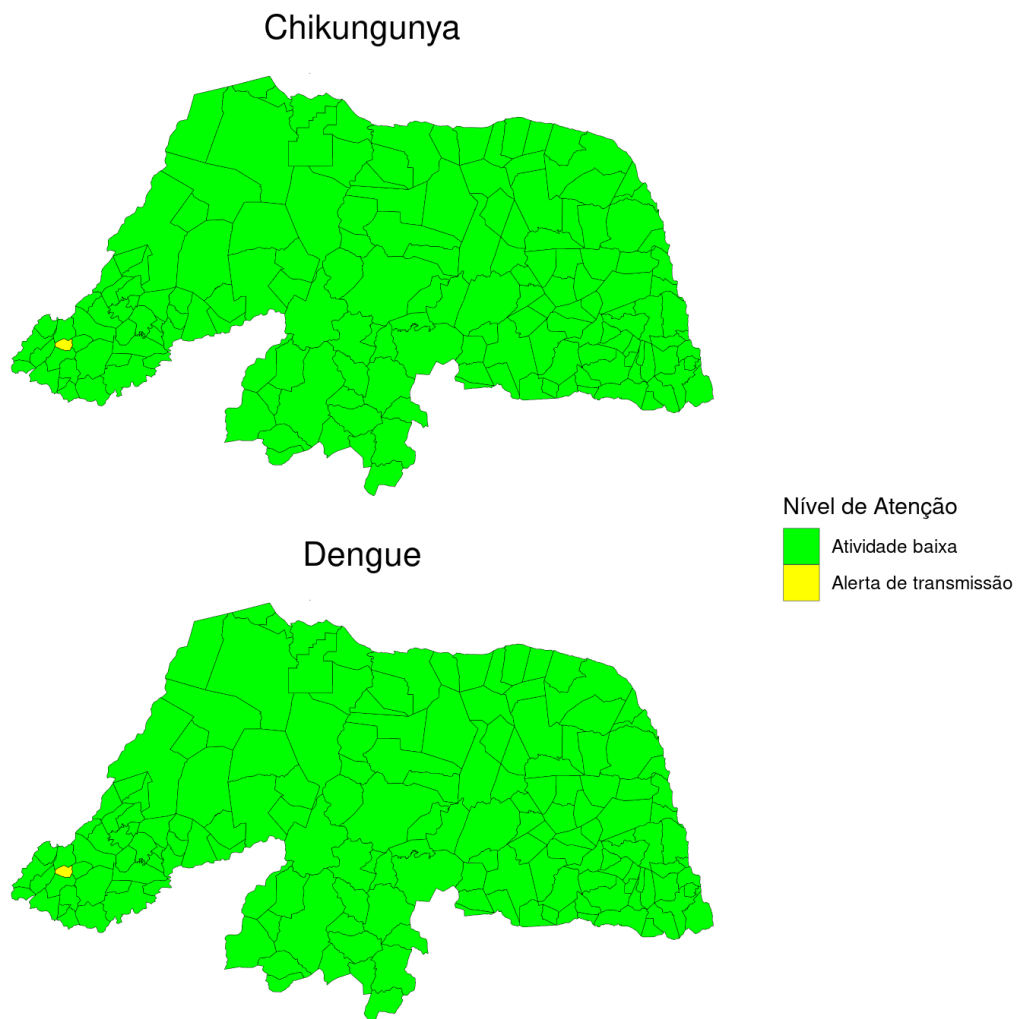 Chikungunya
Nível de Atenção
Atividade baixa
Alerta de transmissão
Dengue